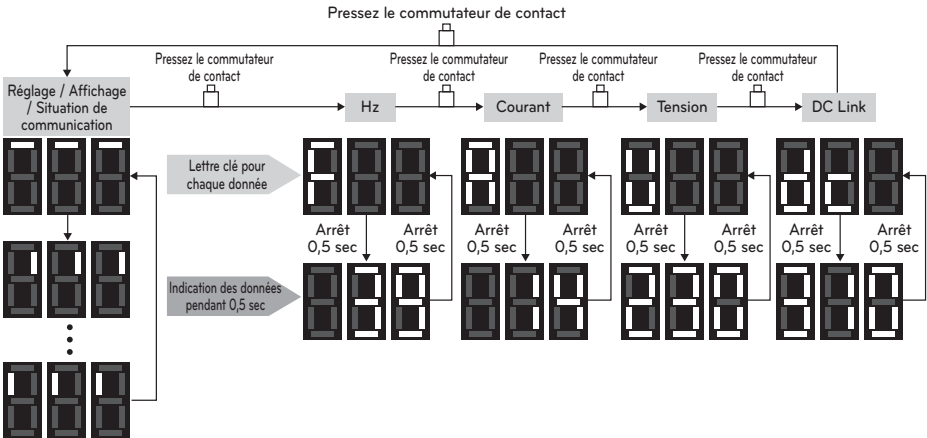 Pressez le commutateur de contact
Pressez le commutateur
de contact
Pressez le commutateur
de contact
Pressez le commutateur
de contact
Pressez le commutateur
de contact
Réglage / Affichage
/ Situation de
communication
Hz
Courant
Tension
DC Link
Lettre clé pour
chaque donnée
Arrêt
0,5 sec
Arrêt
0,5 sec
Arrêt
0,5 sec
Arrêt
0,5 sec
Arrêt
0,5 sec
Arrêt
0,5 sec
Arrêt
0,5 sec
Arrêt
0,5 sec
Indication des données
pendant 0,5 sec